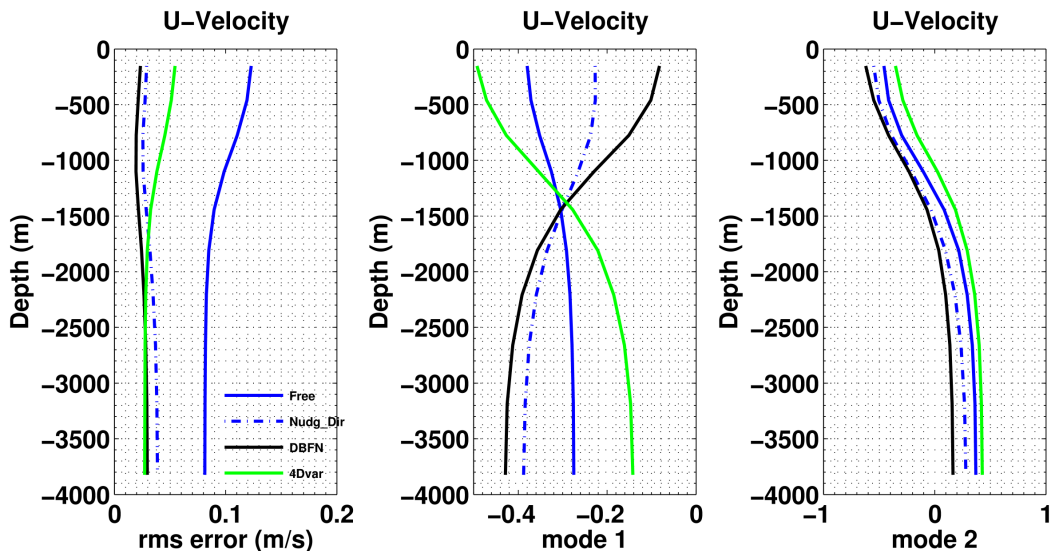 U−Velocity
0
−500
−1000
−1500
−2000
−2500
−3000
−3500
−4000
Depth (m)
0
0.1
0.2
rms error (m/s)
Free
Nudg_Dir
DBFN
4Dvar
U−Velocity
0
−500
−1000
−1500
−2000
−2500
−3000
−3500
−4000
Depth (m)
−0.4
−0.2
0
mode 1
U−Velocity
0
−500
−1000
−1500
−2000
−2500
−3000
−3500
−4000
Depth (m)
−1
0
1
mode 2